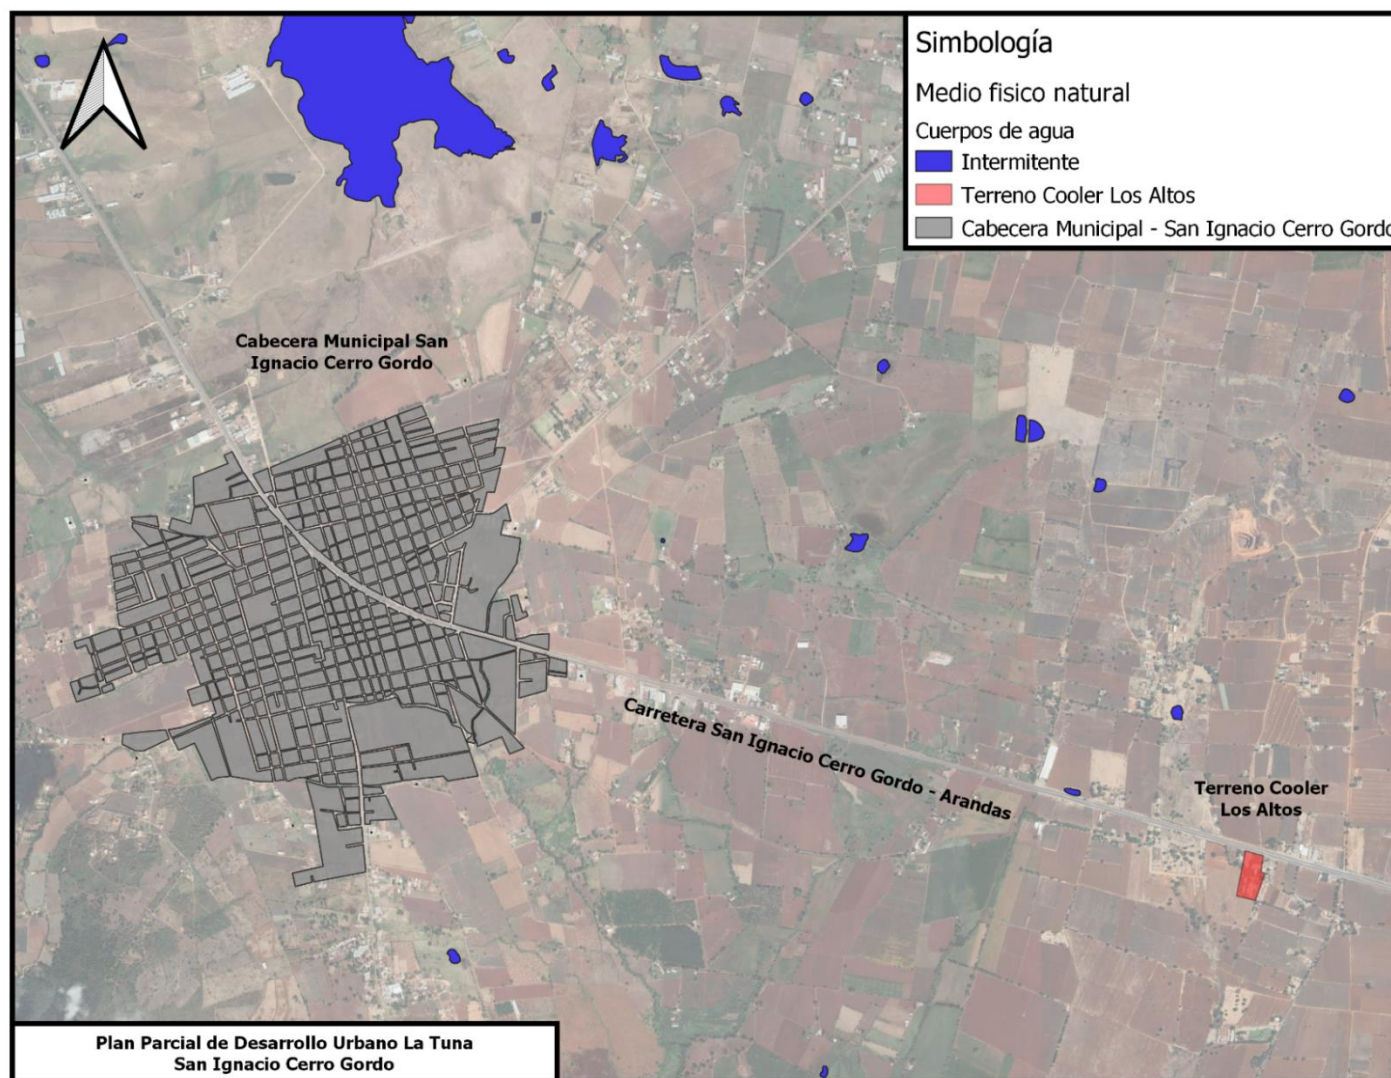 Simbología
Medio fisico natural
Cuerpos de agua
Intermitente
Terreno Cooler Los Altos
Cabecera Municipal - San Ignacio Cerro Gordo
Cabecera Municipal San
Ignacio Cerro Gordo
Carretera San Ignacio Cerro Gordo - Arandas
Terreno Cooler
Los Altos
Plan Parcial de Desarrollo Urbano La Tuna
San Ignacio Cerro Gordo